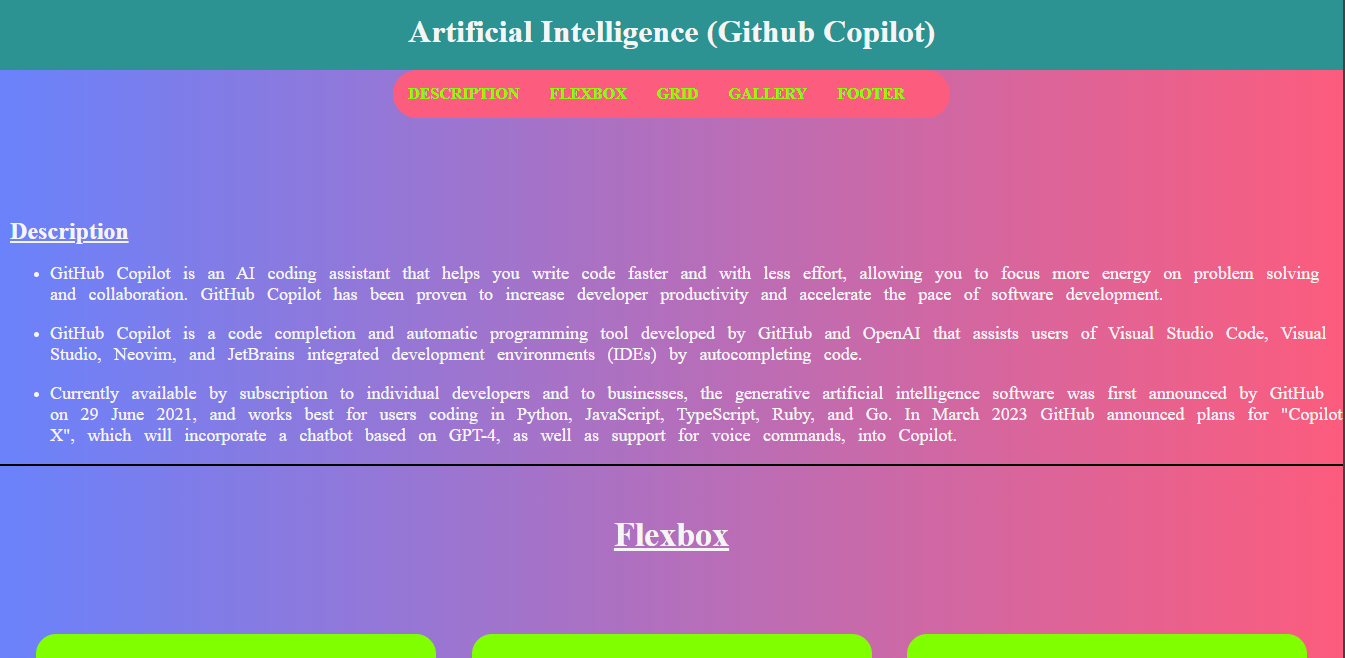 Artificial Intelligence (Github Copilot)
DESCRIPTION FLEXBOX GRID GALLERY FOOTER
Description
• GitHub Copilot is an AI coding assistant that helps you write code faster and with less effort, allowing you to focus more energy on problem solving
and collaboration. GitHub Copilot has been proven to increase developer productivity and accelerate the pace of software development.
• GitHub Copilot is a code completion and automatic programming tool developed by GitHub and OpenAI that assists users of Visual Studio Code, Visual
Studio, Neovim, and JetBrains integrated development environments (IDEs) by autocompleting code.
• Currently available by subscription to individual developers and to businesses, the generative artificial intelligence software was first announced by GitHub
on 29 June 2021, and works best for users coding in Python, JavaScript, TypeScript, Ruby, and Go. In March 2023 GitHub announced plans for "Copilot
X", which will incorporate a chatbot based on GPT-4, as well as support for voice commands, into Copilot.
Flexbox